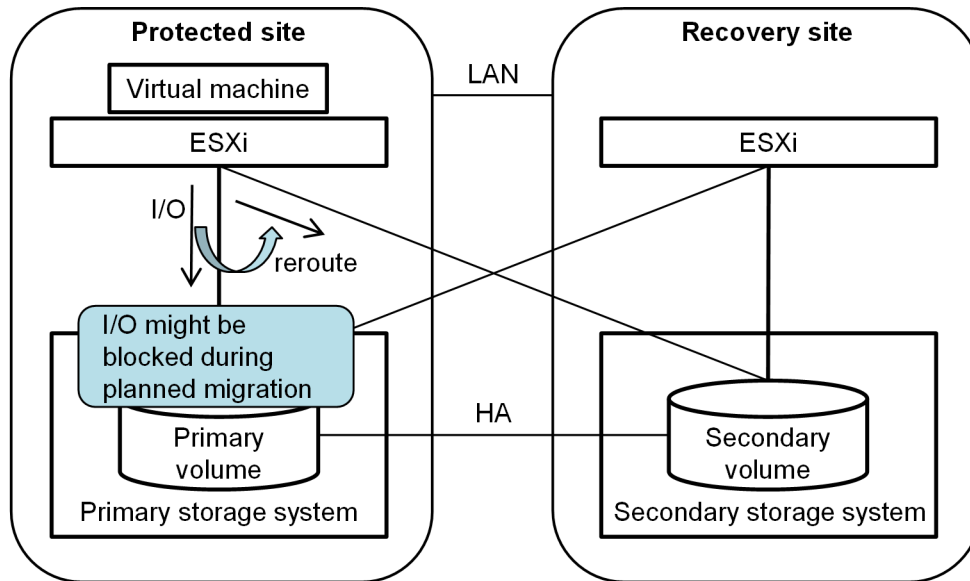 Protected site
Recovery site
Virtual machine
LAN
ESXi
ESXi
I/O
reroute
I/O might be
blocked during
planned migration
HA
Primary
volume
Secondary
volume
Primary storage system
Secondary storage system